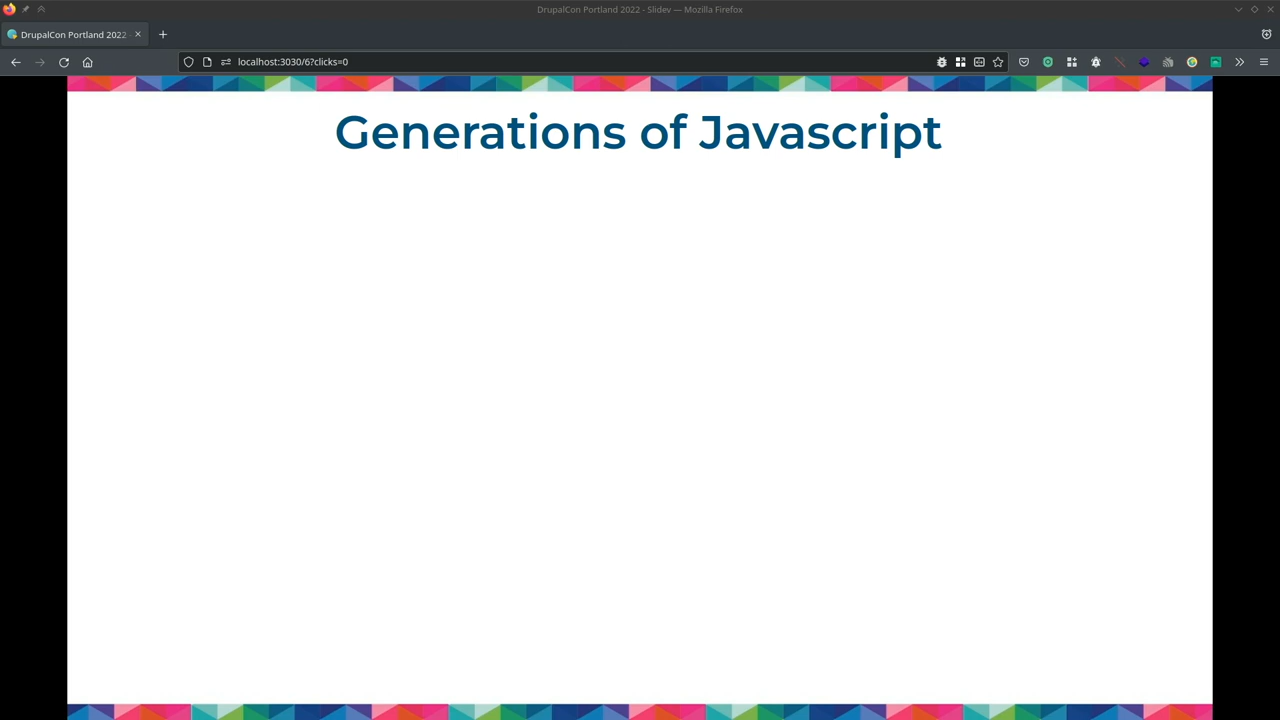 DrupalCon Portland 2022 - Slidev — Mozilla Firefox
DrupalCon Portland 2022 -
localhost:3030/6?clicks=0
Generations of Javascript